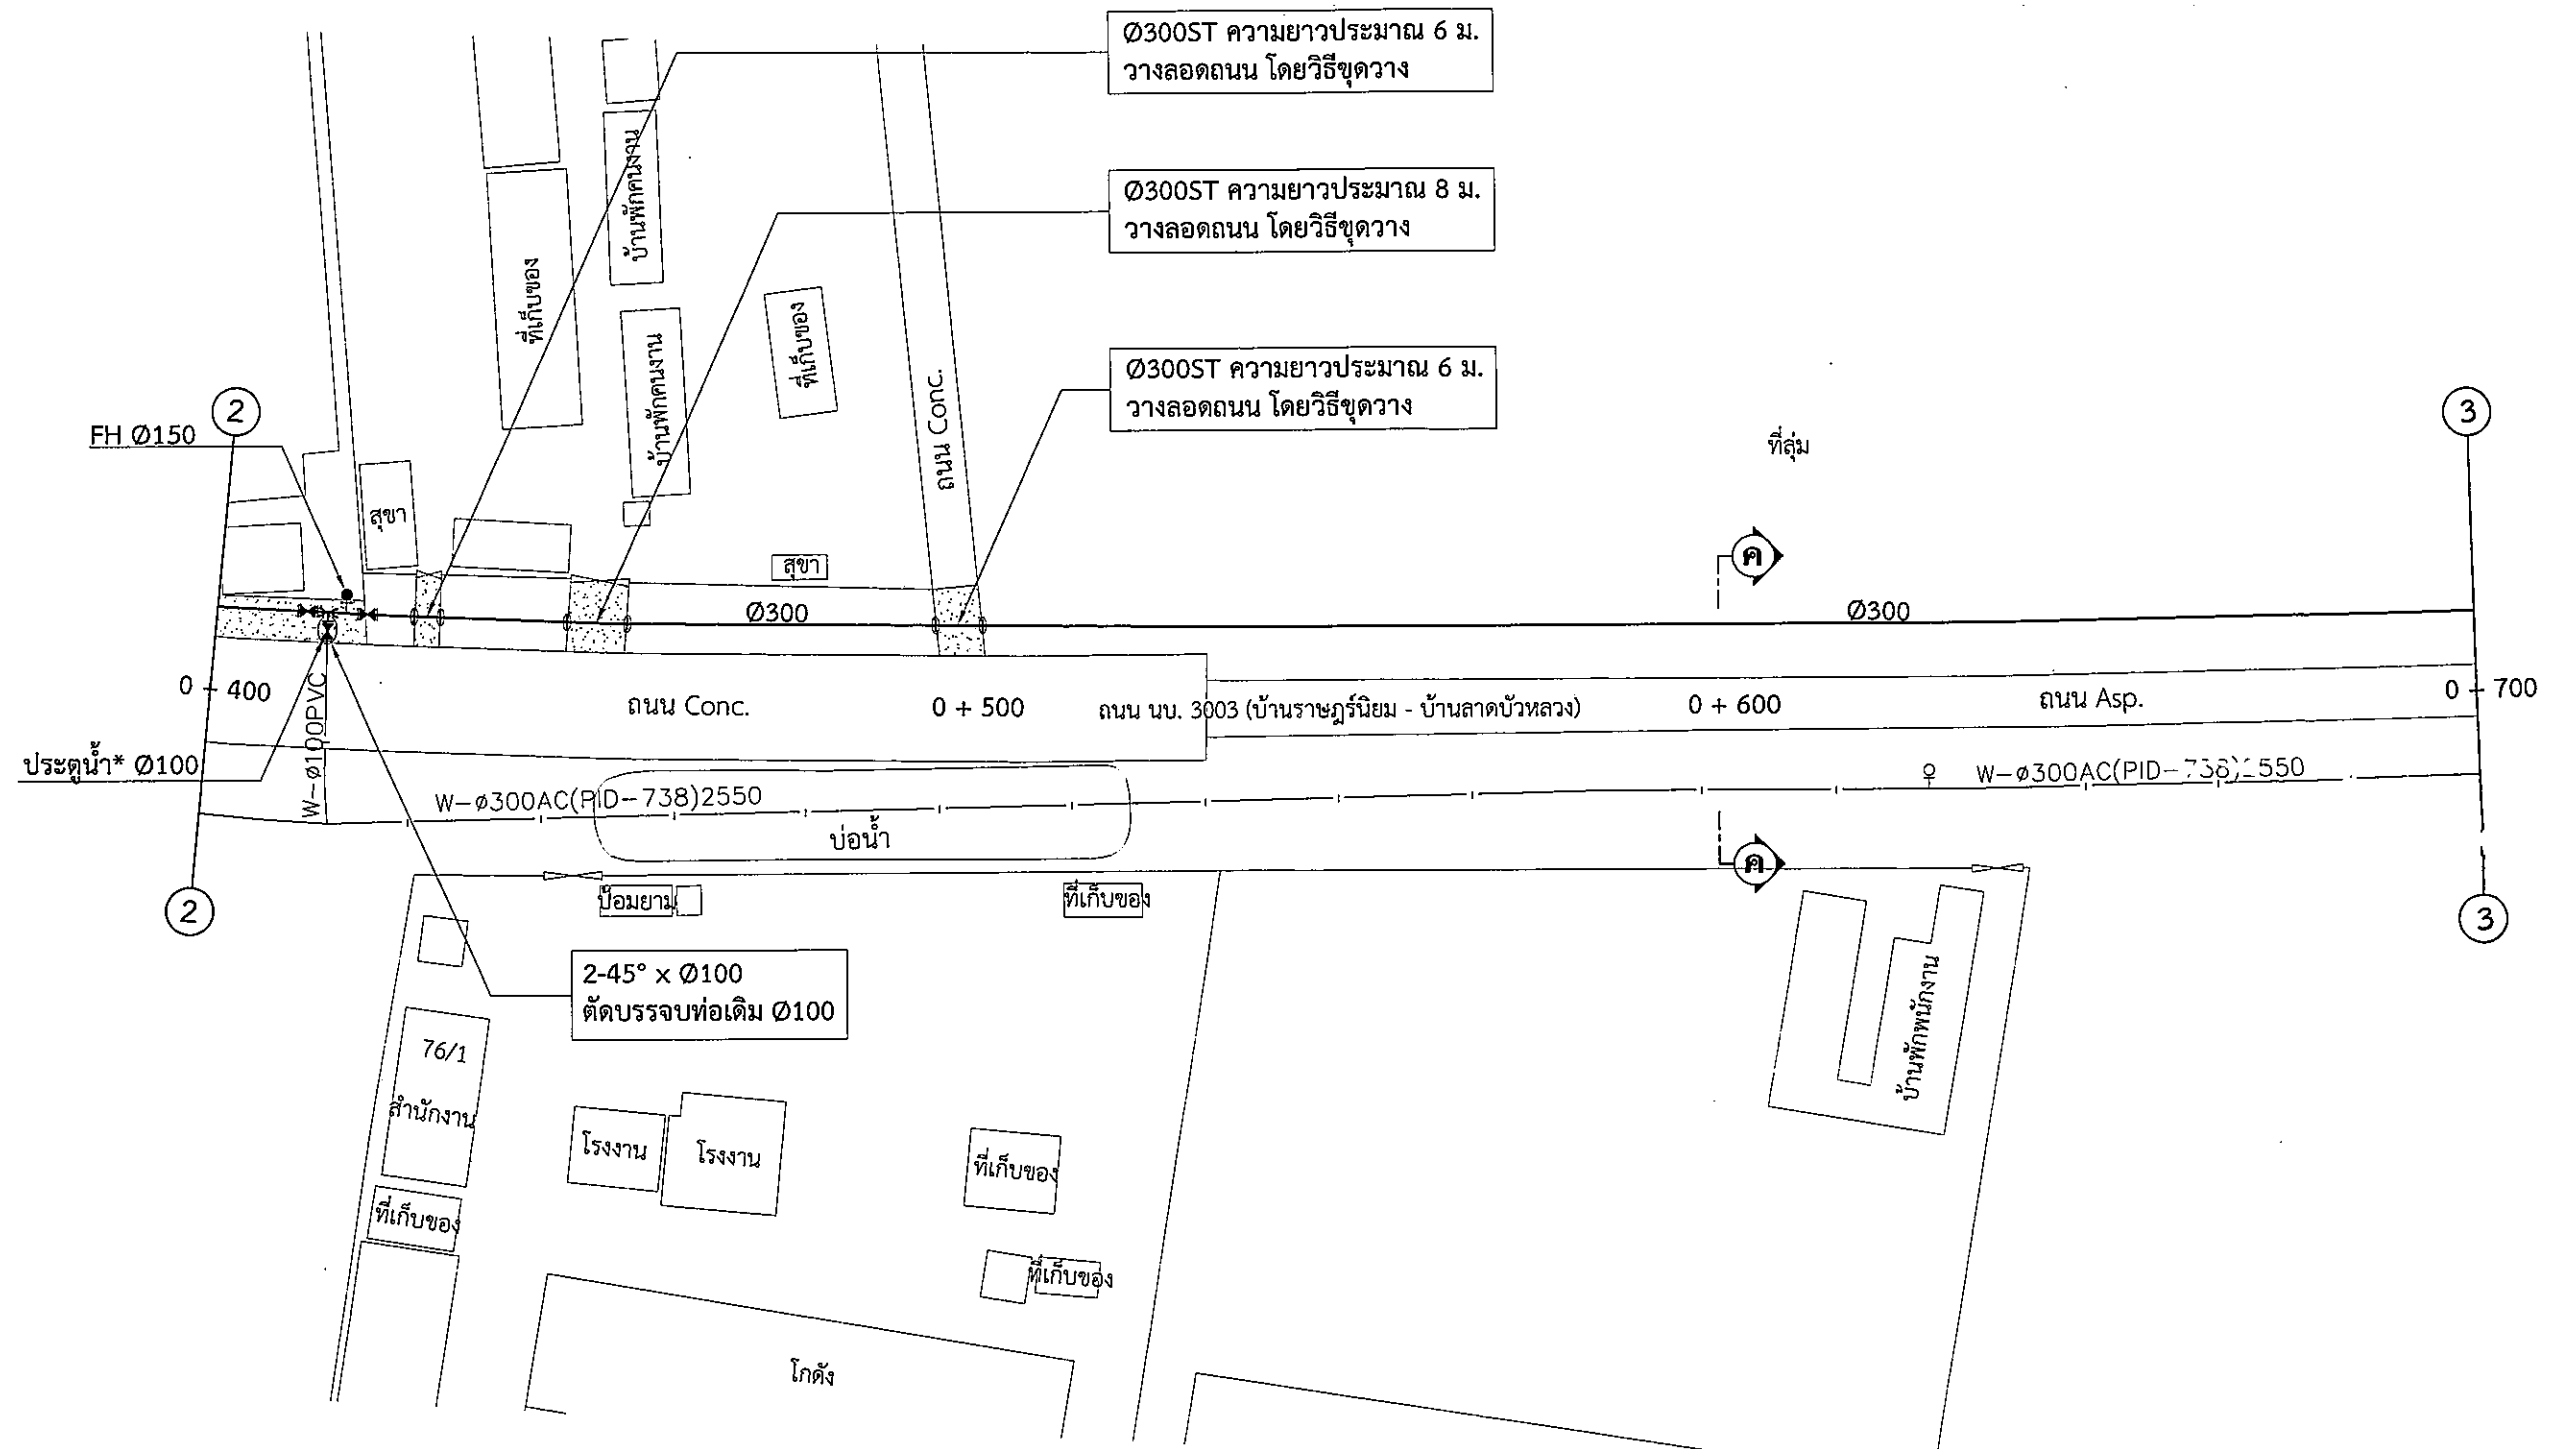 Ø300ST ความยาวประมาณ 6 ม.
วางลอดถนน โดยวิธีขุดวาง
Ø300ST ความยาวประมาณ 8 ม.
วางลอดถนน โดยวิธีขุดวาง
Ø300ST ความยาวประมาณ 6 ม.
วางลอดถนน โดยวิธีขุดวาง
บ้านพักคนงาน
ที่เก็บของ
บ้านพักคนงาน
ที่เก็บของ
ถนน Conc.
2
3
FH Ø150
ที่ลุ่ม
สุขา
สุขา
ค
Ø300
Ø300
0 + 400
ถนน Conc.
0 + 500
ถนน นบ. 3003 (บ้านราษฎร์นิยม - บ้านลาดบัวหลวง)
0 + 600
ถนน Asp.
0 + 700
W-ø100PVC
ประตูน้ำ* Ø100
W-ø300AC(PID-738)2550
W-ø300AC(PID-738)2550
บ่อน้ำ
ค
2
3
ป้อมยาม
ที่เก็บของ
2-45° x Ø100
ตัดบรรจบท่อเดิม Ø100
บ้านพักพนักงาน
76/1
สำนักงาน
โรงงาน
โรงงาน
ที่เก็บของ
ที่เก็บของ
ที่เก็บของ
โกดัง